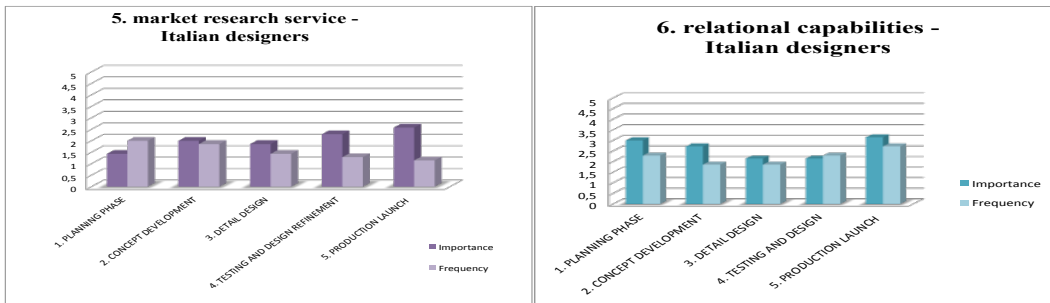 5. market research service -
Italian designers
5
4,5
4
3,5
3
2,5
2
1,5
1
0,5
0
1. PLANNING PHASE
2. CONCEPT DEVELOPMENT
3. DETAIL DESIGN
4. TESTING AND DESIGN REFINEMENT
5. PRODUCTION LAUNCH
Importance
Frequency
6. relational capabilities -
Italian designers
5
4,5
4
3,5
3
2,5
2
1,5
1
0,5
0
1. PLANNING PHASE
2. CONCEPT DEVELOPMENT
3. DETAIL DESIGN
4. TESTING AND DESIGN
5. PRODUCTION LAUNCH
Importance
Frequency